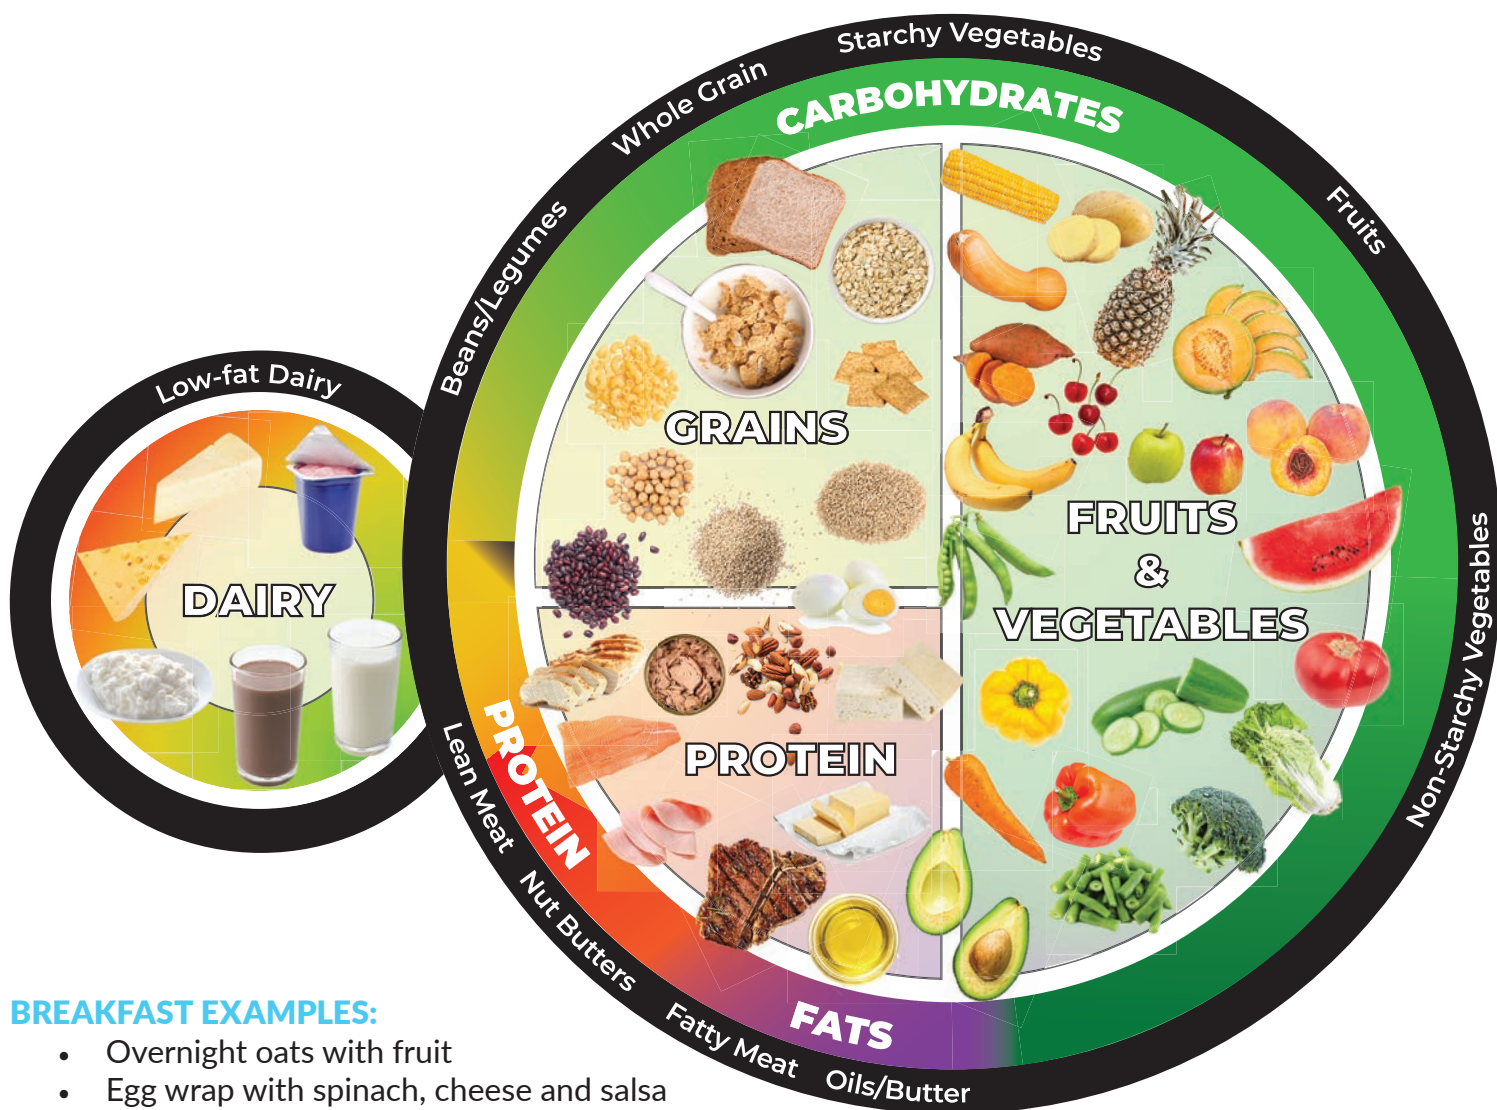 Starchy Vegetables
Whole Grain
CARBOHYDRATES
Fruits
Beans/Legumes
Low-fat Dairy
GRAINS
FRUITS
&
VEGETABLES
DAIRY
Non-Starchy Vegetables
PROTEIN
PROTEIN
Lean Meat
Nut Butters
FATS
Fatty Meat
Oils/Butter
BREAKFAST EXAMPLES:
• Overnight oats with fruit
• Egg wrap with spinach, cheese and salsa